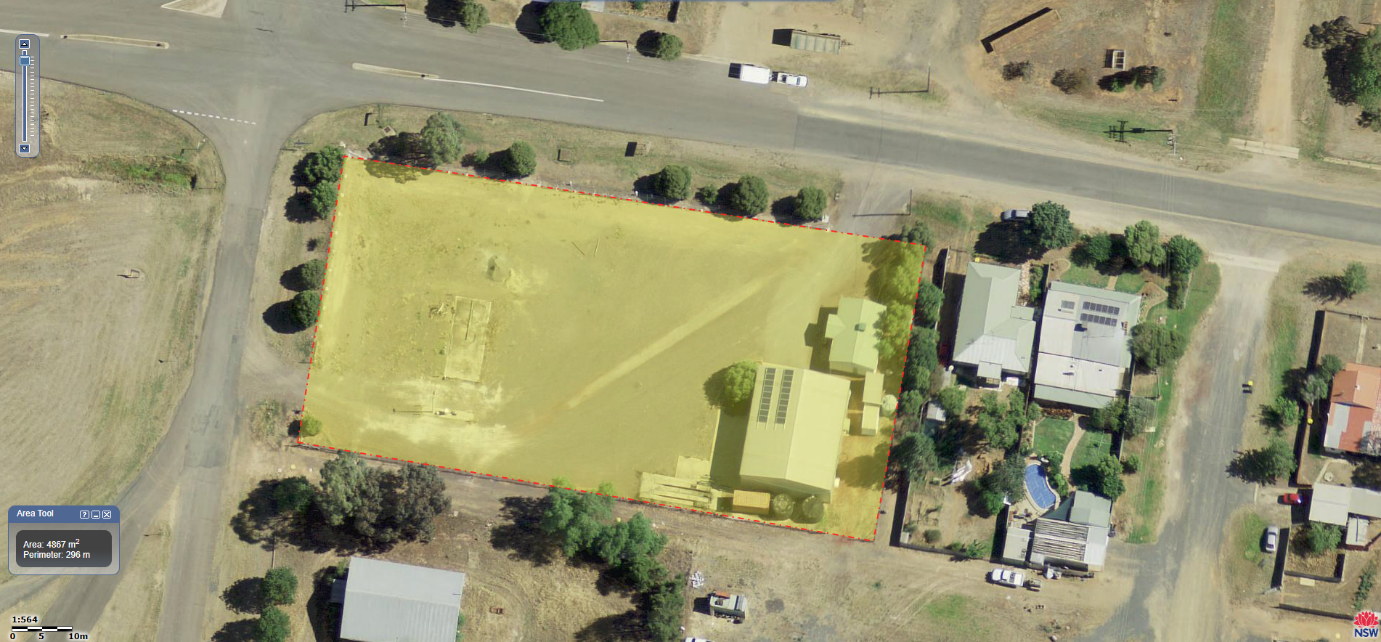 Area Tool
Area: 4867 m²
Perimeter: 296 m
1:564
0 5 10m
NSW